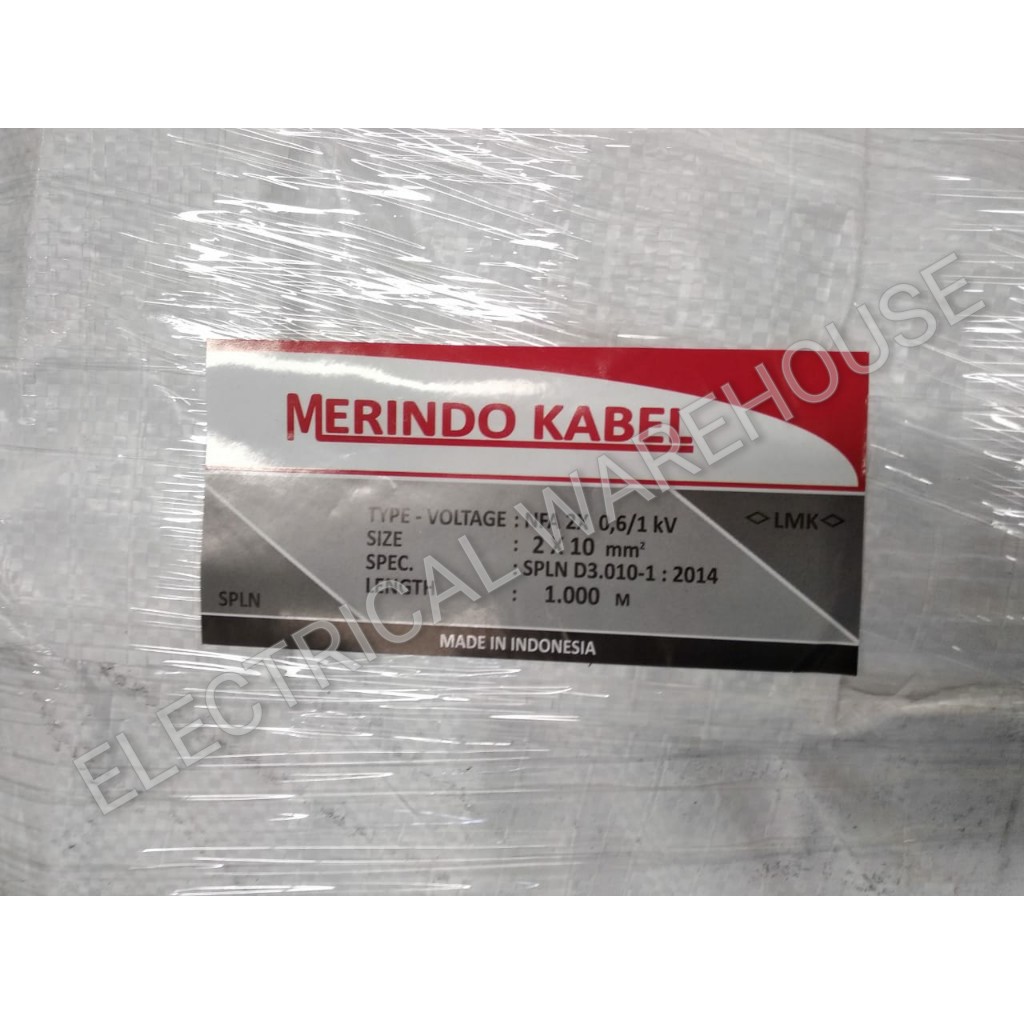 MERINDO KABEL
TYPE - VOLTAGE : NFA 2X 0,6/1 kV
<>LMK<>
SIZE : 2 X 10 mm²
SPEC. : SPLN D3.010-1 : 2014
LENGTH : 1.000 M
SPLN
MADE IN INDONESIA
ELECTRICAL WAREHOUSE